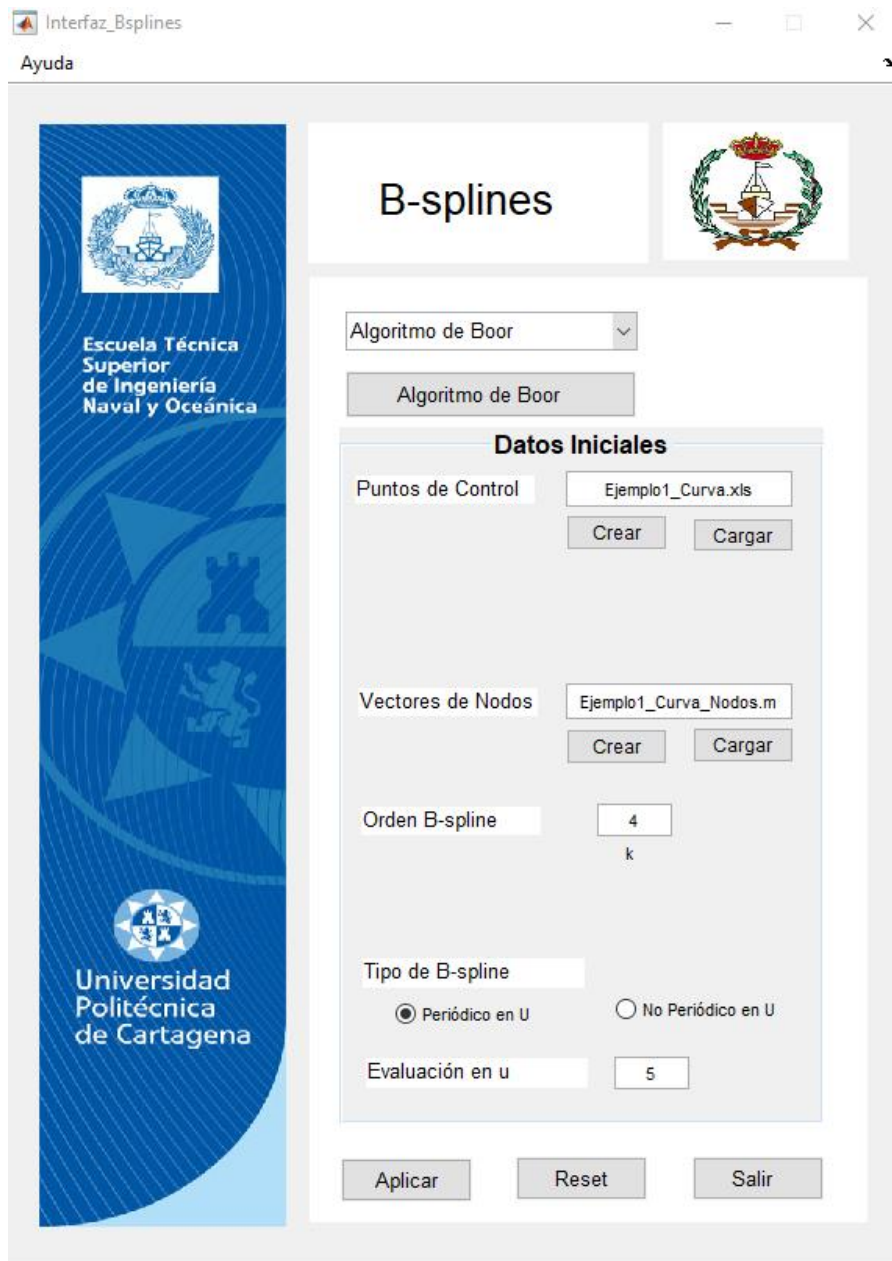 Interfaz_Bsplines
Ayuda
B-splines
Escuela Técnica
Superior
de Ingeniería
Naval y Oceánica
Universidad
Politécnica
de Cartagena
Algoritmo de Boor
Algoritmo de Boor
Datos Iniciales
Puntos de Control
Ejemplo1_Curva.xls
Crear
Cargar
Vectores de Nodos
Ejemplo1_Curva_Nodos.m
Crear
Cargar
Orden B-spline
4
k
Tipo de B-spline
Periódico en U
No Periódico en U
Evaluación en u
5
Aplicar
Reset
Salir